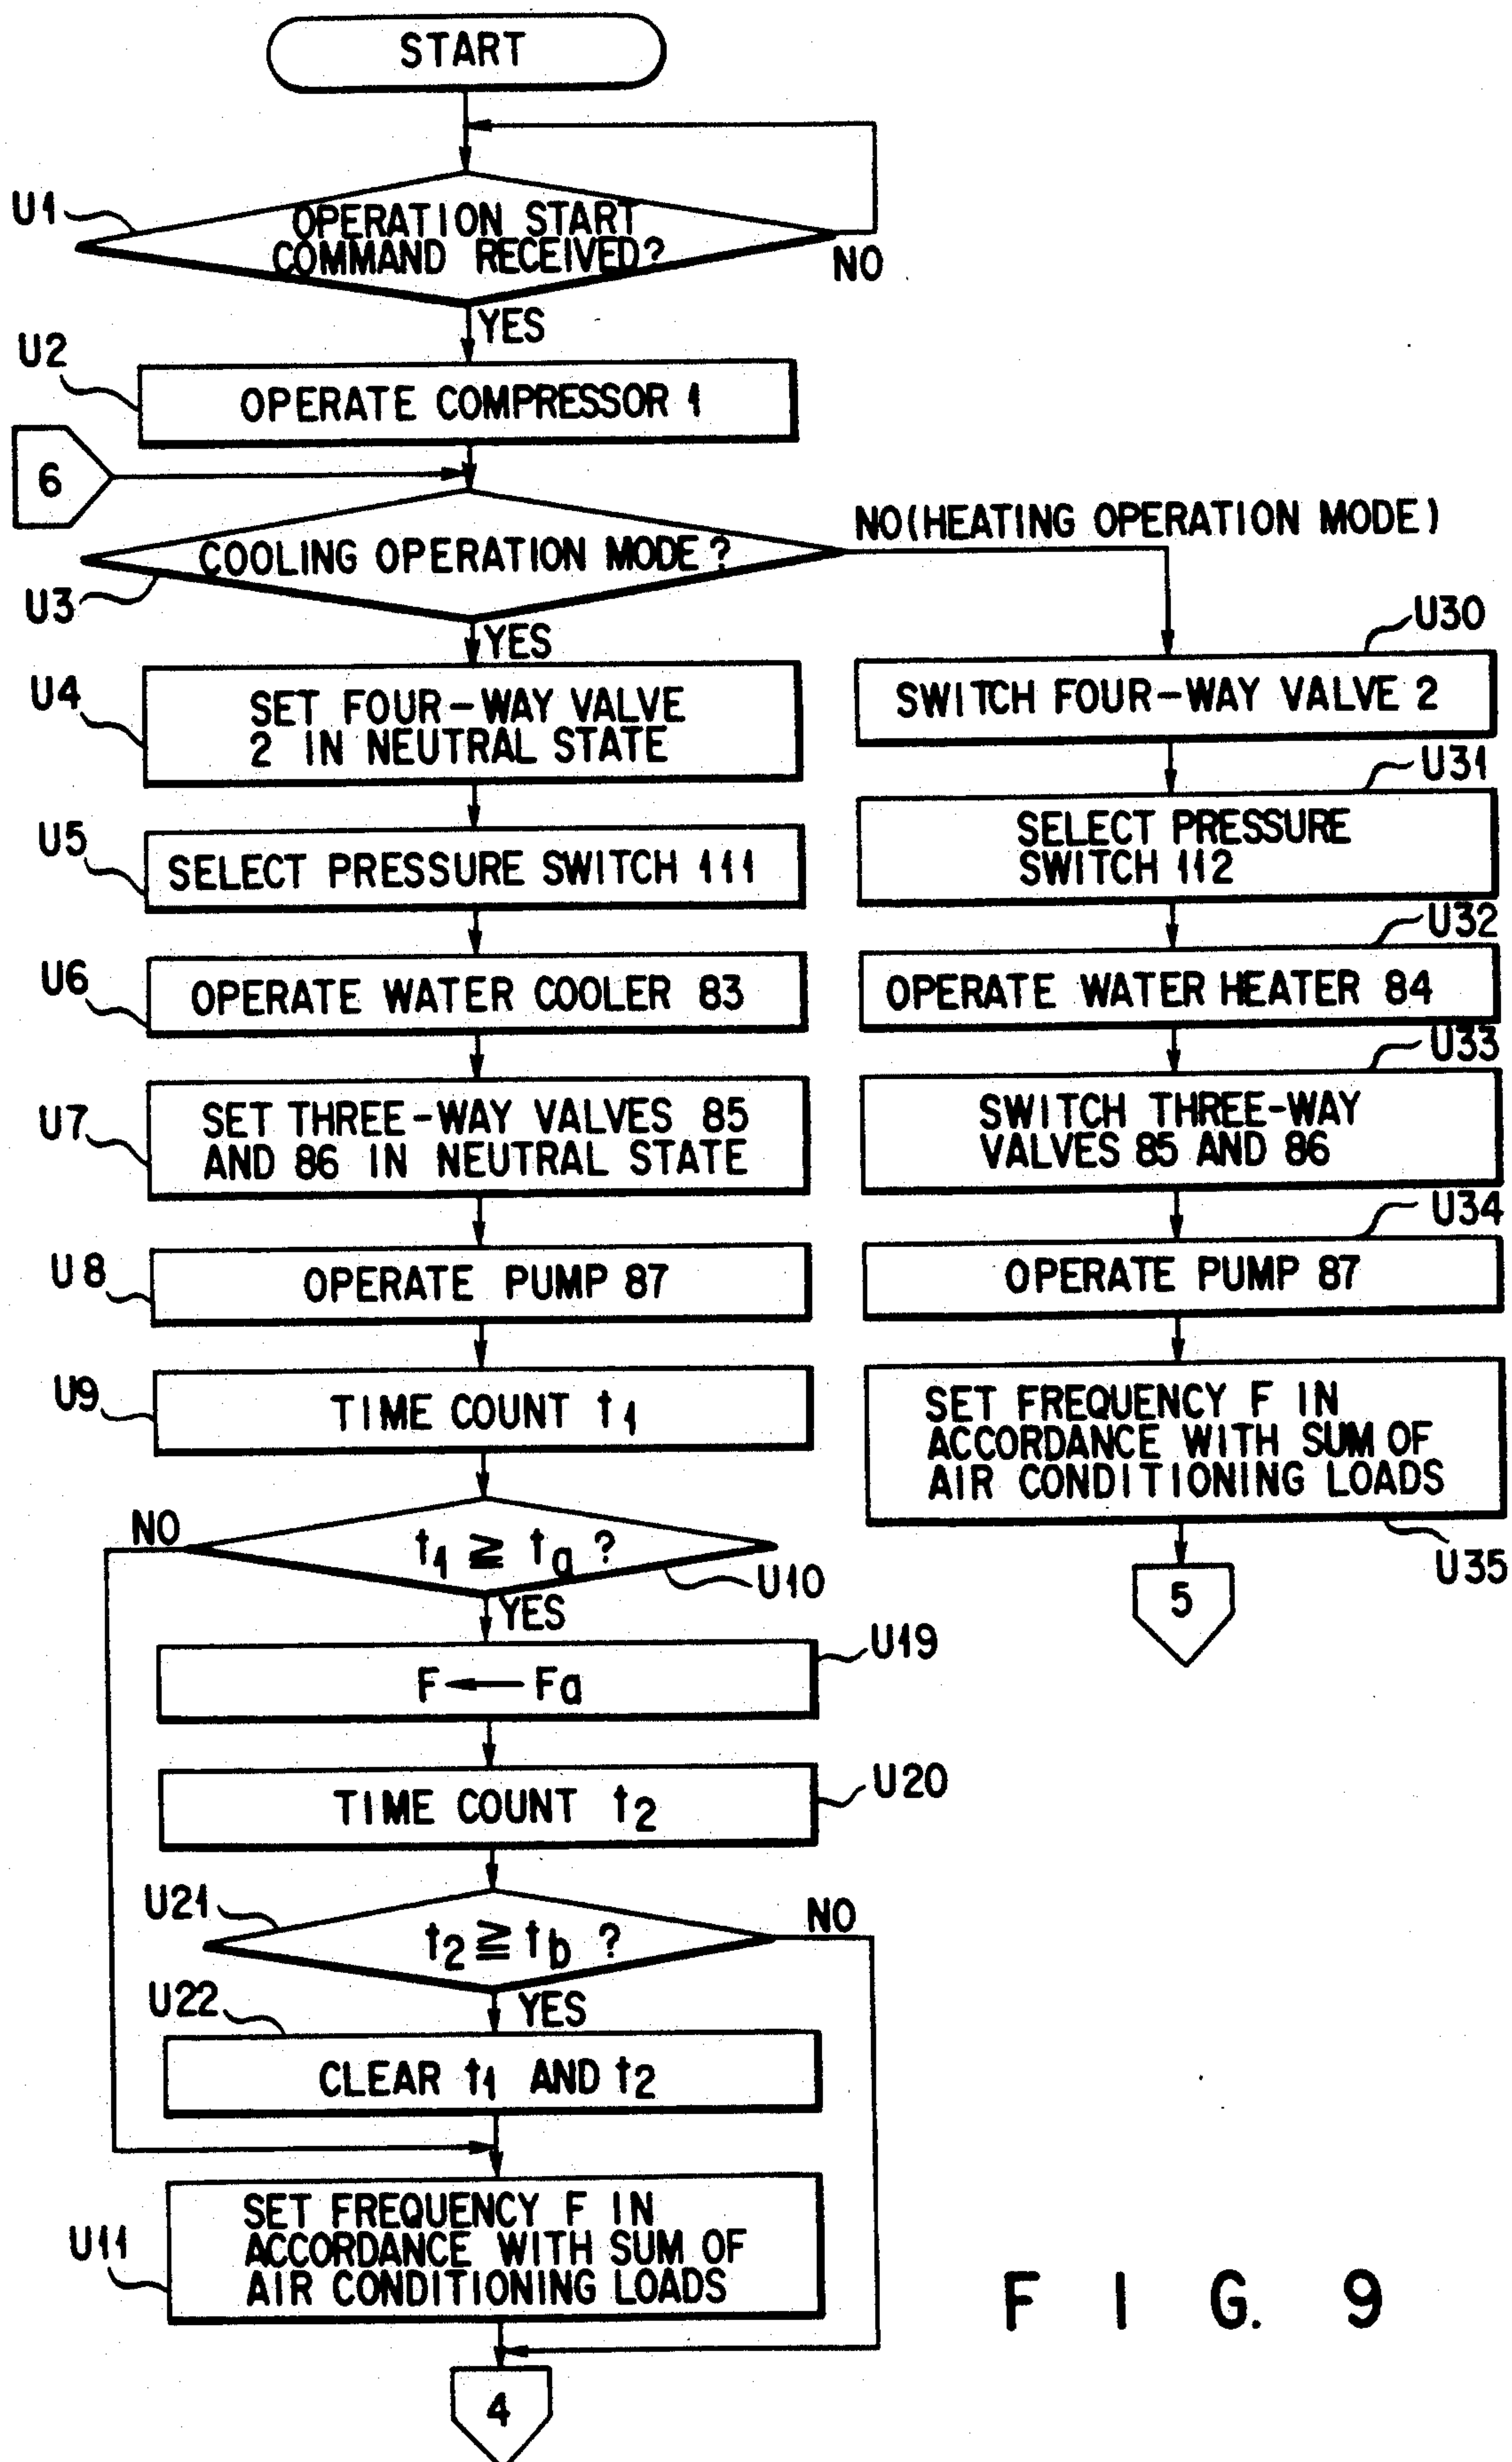 START
U1
OPERATION START
COMMAND RECEIVED?
NO
YES
U2
OPERATE COMPRESSOR 1
6
COOLING OPERATION MODE?
NO(HEATING OPERATION MODE)
U3
YES
U4
SET FOUR-WAY VALVE
2 IN NEUTRAL STATE
U5
SELECT PRESSURE SWITCH 111
U6
OPERATE WATER COOLER 83
U7
SET THREE-WAY VALVES 85
AND 86 IN NEUTRAL STATE
U8
OPERATE PUMP 87
U9
TIME COUNT t1
NO
t1 ≧ ta ?
U10
YES
U19
F ← Fa
U20
TIME COUNT t2
U21
t2 ≧ tb ?
NO
YES
U22
CLEAR t1 AND t2
U11
SET FREQUENCY F IN
ACCORDANCE WITH SUM OF
AIR CONDITIONING LOADS
4
U30
SWITCH FOUR-WAY VALVE 2
U31
SELECT PRESSURE
SWITCH 112
U32
OPERATE WATER HEATER 84
U33
SWITCH THREE-WAY
VALVES 85 AND 86
U34
OPERATE PUMP 87
SET FREQUENCY F IN
ACCORDANCE WITH SUM OF
AIR CONDITIONING LOADS
U35
5
FIG. 9